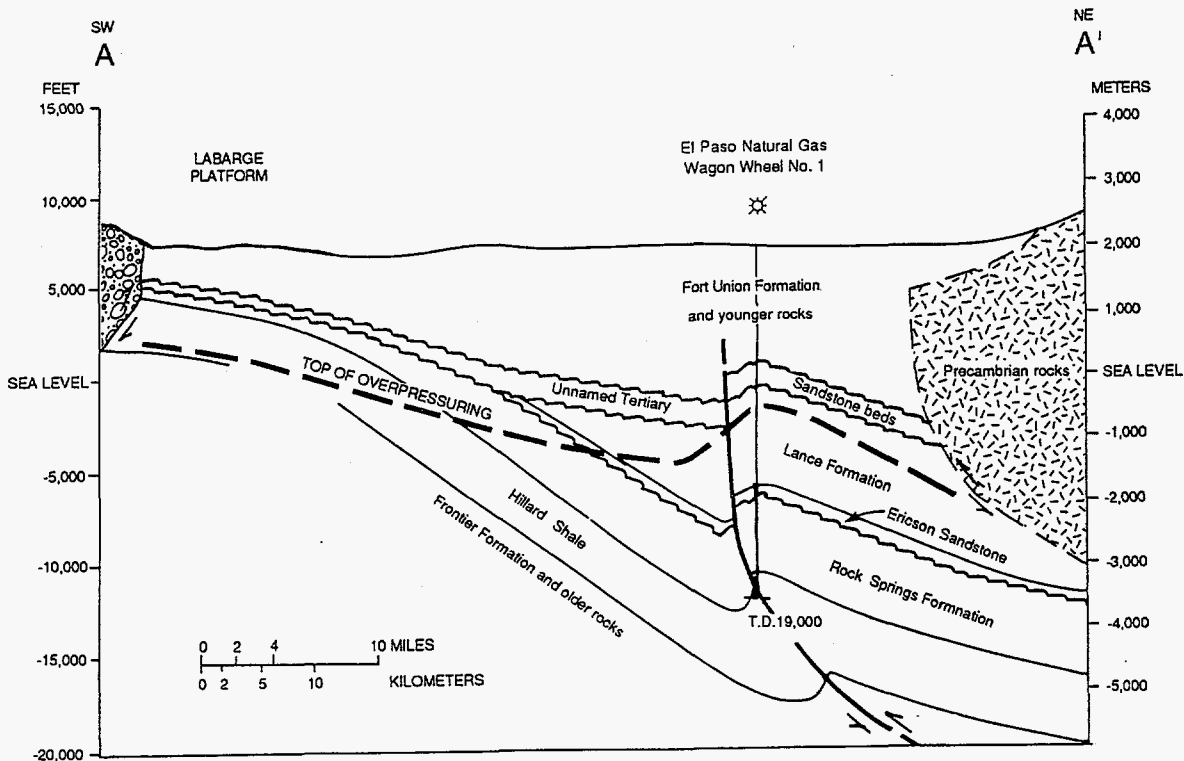 SW
A
NE
A'
FEET
METERS
15,000
10,000
5,000
SEA LEVEL
-5,000
-10,000
-15,000
-20,000
4,000
3,000
2,000
1,000
SEA LEVEL
-1,000
-2,000
-3,000
-4,000
-5,000
LABARGE
PLATFORM
El Paso Natural Gas
Wagon Wheel No. 1
Fort Union Formation
and younger rocks
Precambrian rocks
TOP OF OVERPRESSURING
Unnamed Tertiary
Sandstone beds
Lance Formation
Ericson Sandstone
Hillard Shale
Rock Springs Formnation
Frontier Formation and older rocks
T.D.19,000
0 2 4 10 MILES
0 2 5 10 KILOMETERS